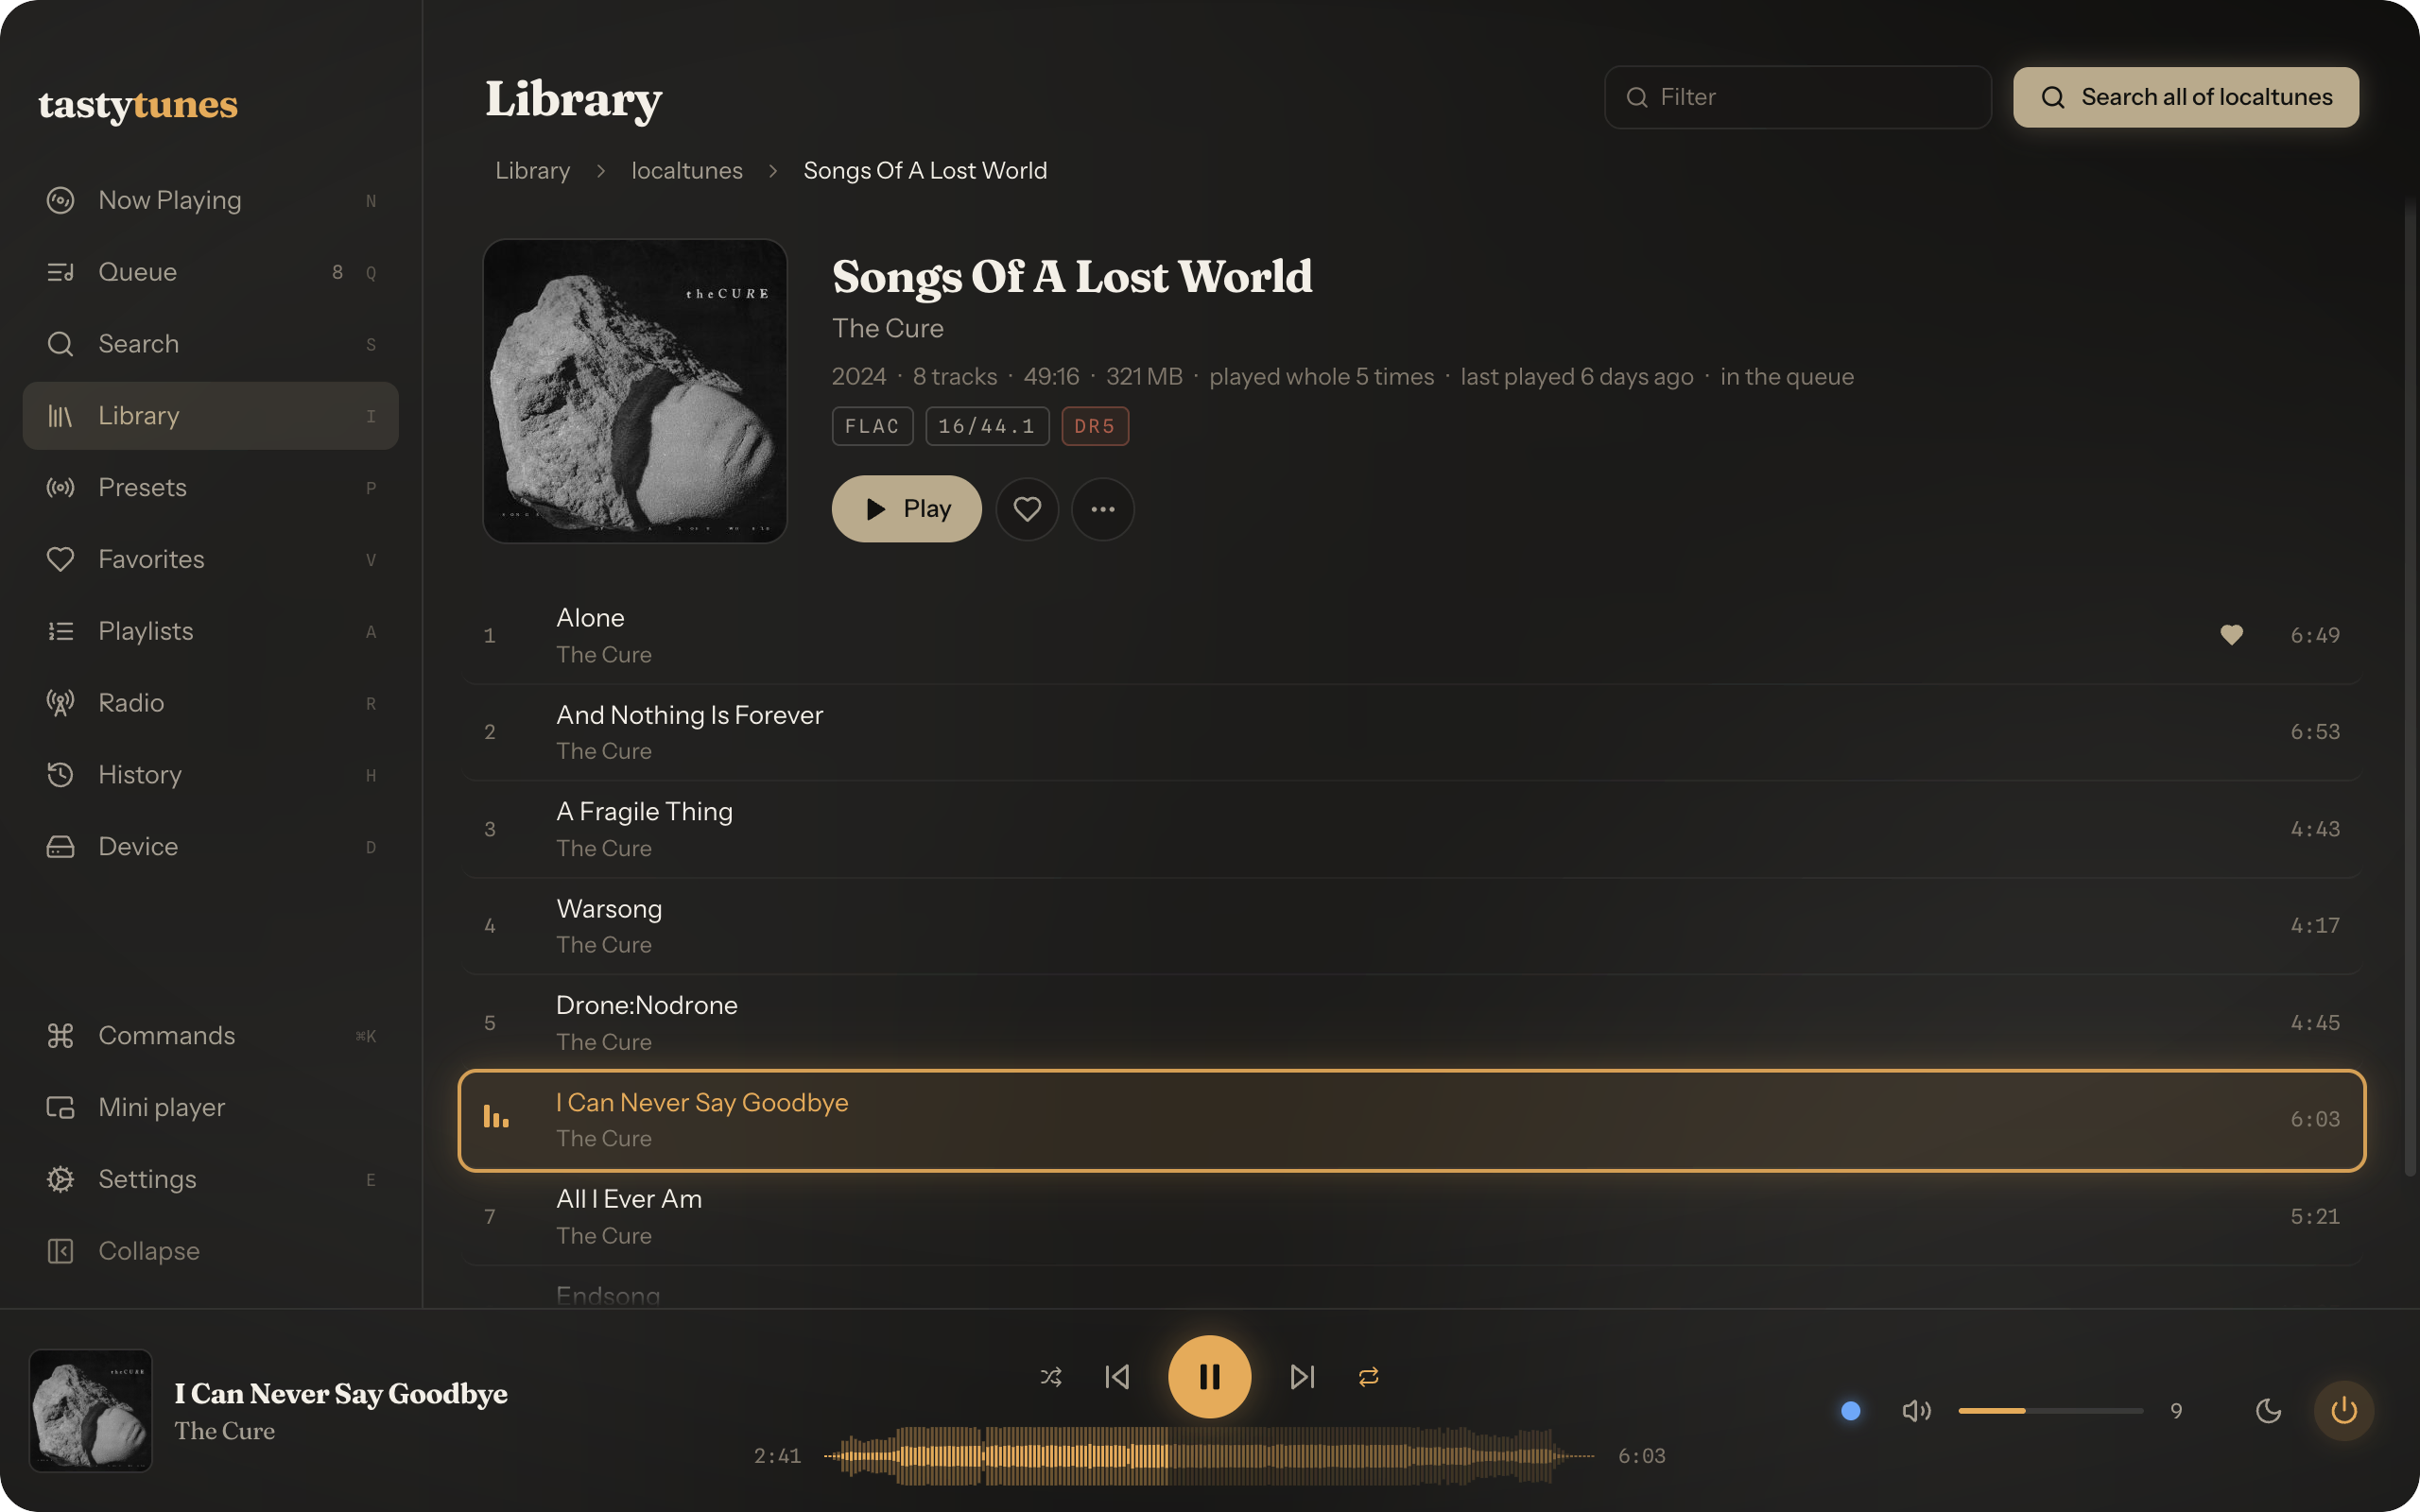 tastytunes
Now Playing N
Queue 8 Q
Search S
Library I
Presets P
Favorites V
Playlists A
Radio R
History H
Device D
Commands ⌘K
Mini player
Settings E
Collapse
Library
Filter
Search all of localtunes
Library > localtunes > Songs Of A Lost World
theCURE
Songs Of A Lost World
The Cure
2024 · 8 tracks · 49:16 · 321 MB · played whole 5 times · last played 6 days ago · in the queue
FLAC 16/44.1 DR5
Play
1 Alone 6:49
The Cure
2 And Nothing Is Forever 6:53
The Cure
3 A Fragile Thing 4:43
The Cure
4 Warsong 4:17
The Cure
5 Drone:Nodrone 4:45
The Cure
I Can Never Say Goodbye 6:03
The Cure
7 All I Ever Am 5:21
The Cure
Endsong
theCURE
I Can Never Say Goodbye
The Cure
2:41 6:03
9